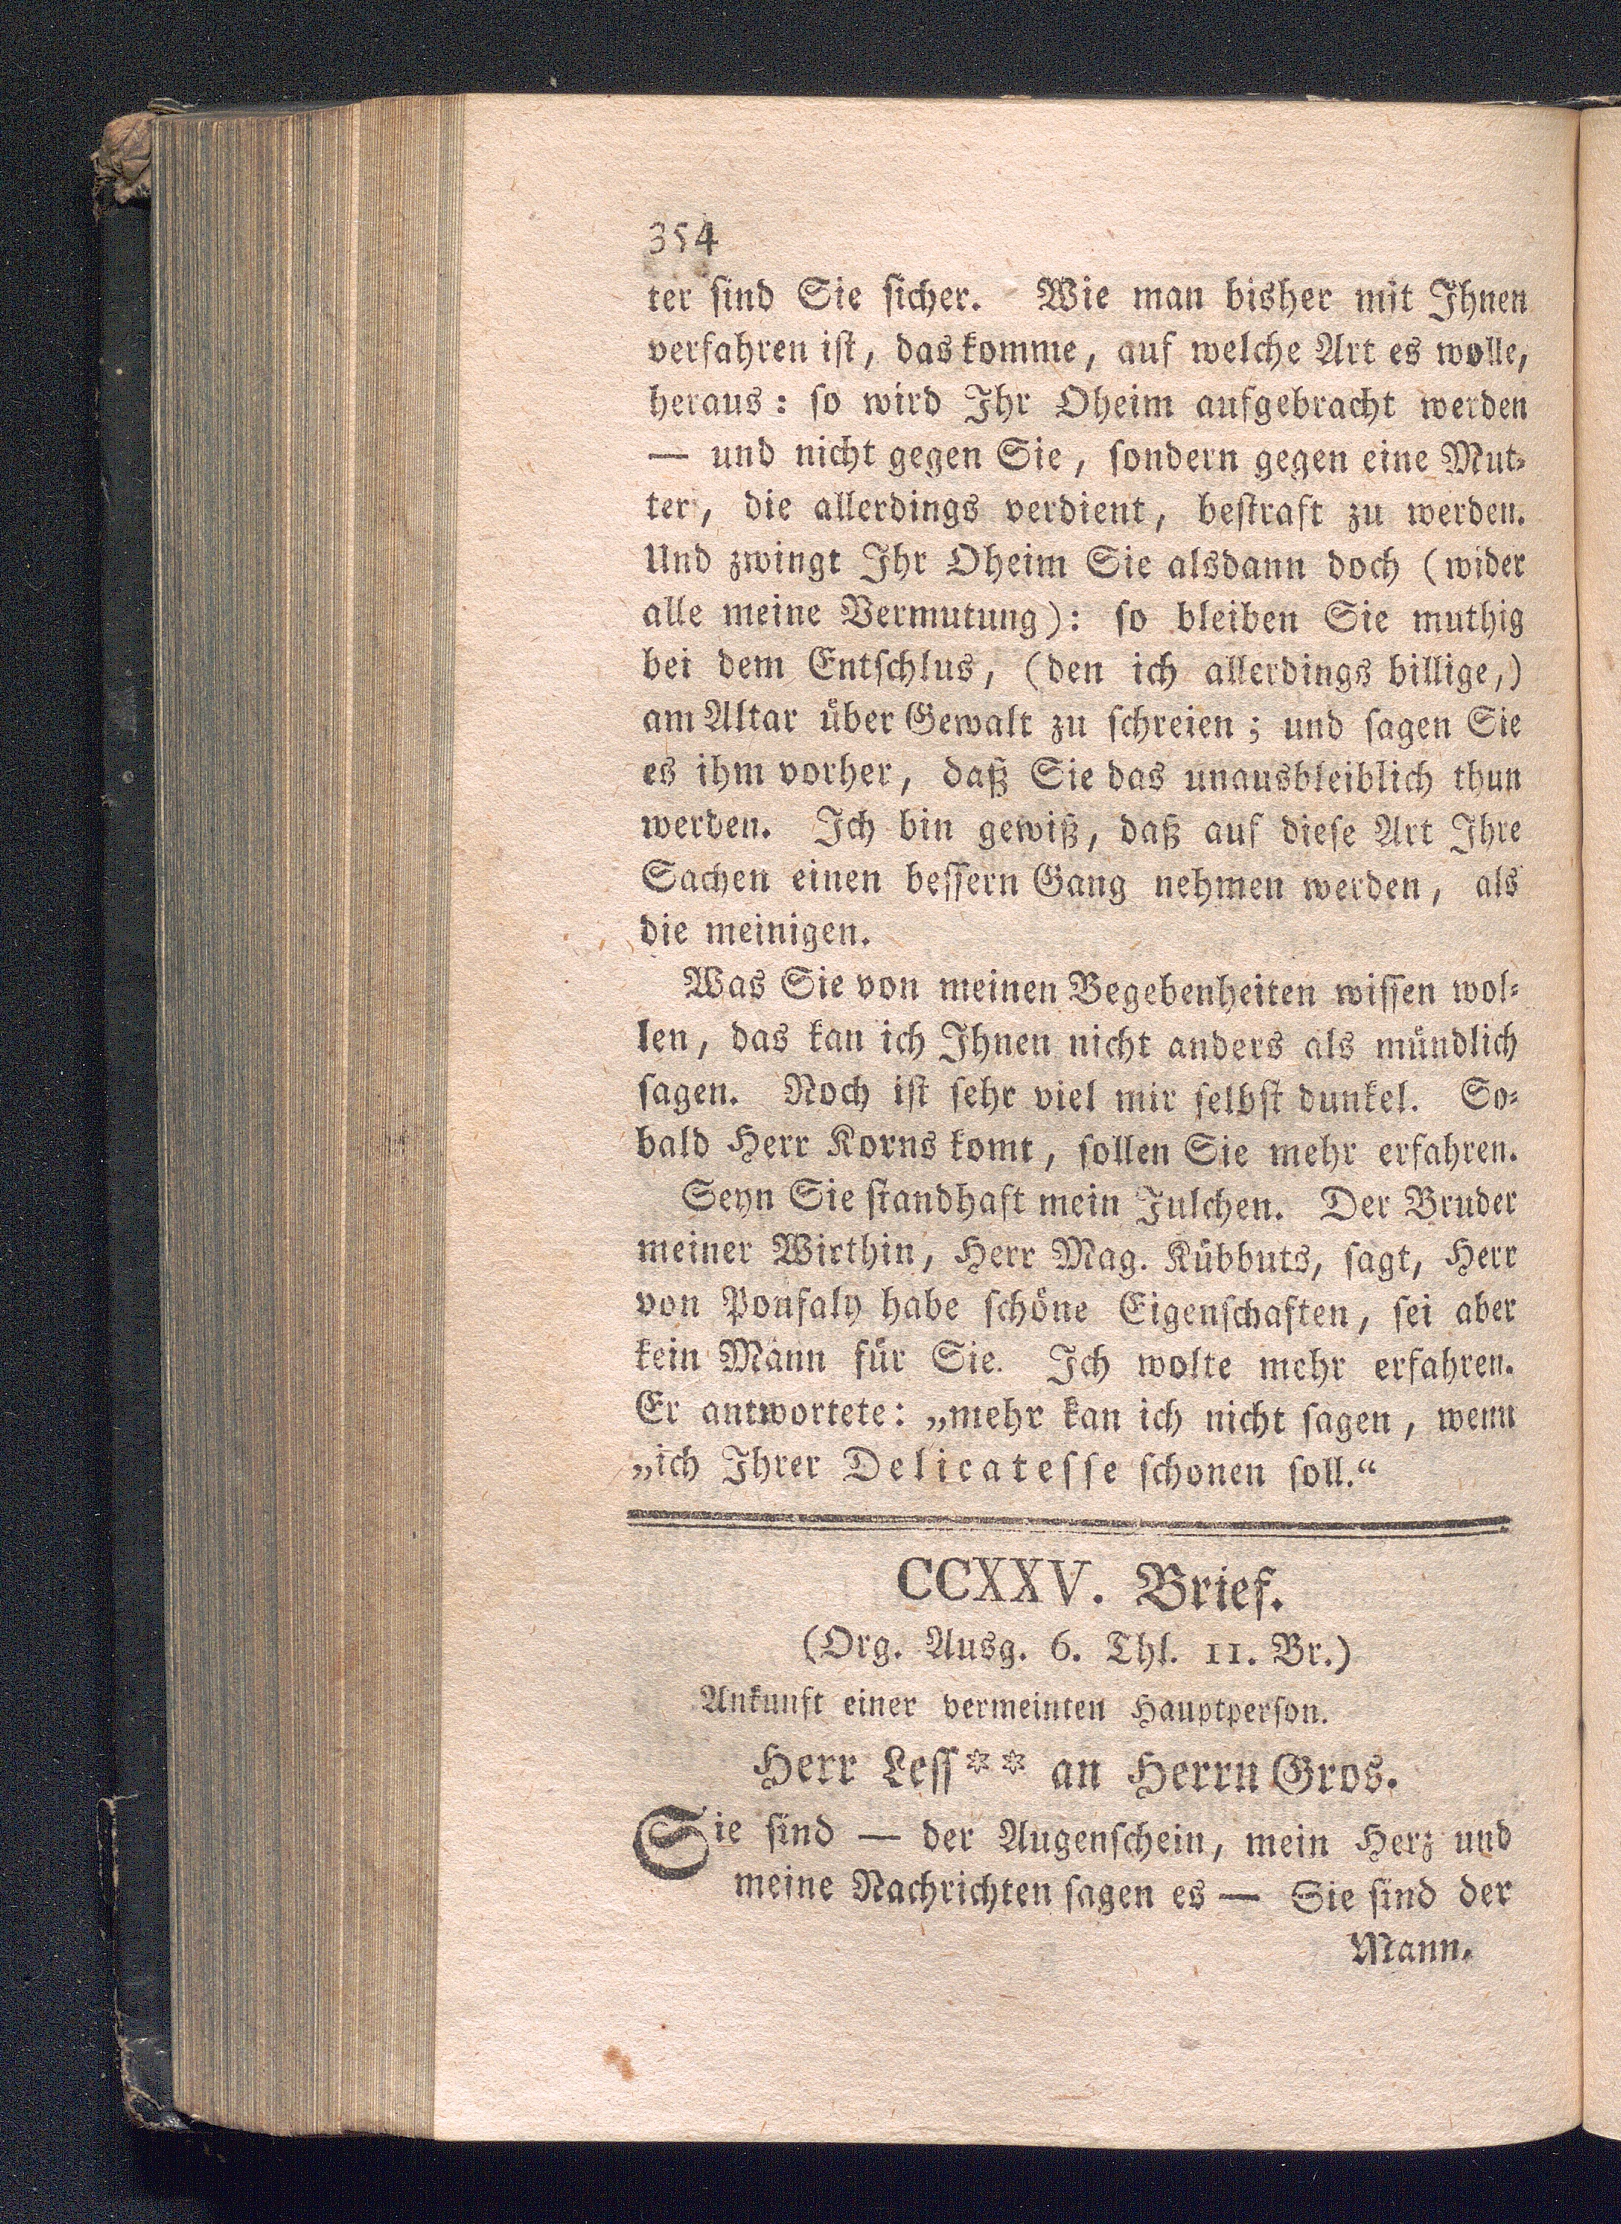 354
ter ſind Sie ſicher. Wie man bisher mit Ihnen
verfahren iſt, das komme, auf welche Art es wolle,
heraus: ſo wird Ihr Oheim aufgebracht werden
— und nicht gegen Sie, ſondern gegen eine Mut⸗
ter, die allerdings verdient, beſtraft zu werden.
Und zwingt Ihr Oheim Sie alsdann doch (wider
alle meine Vermutung): ſo bleiben Sie muthig
bei dem Entſchlus, (den ich allerdings billige,)
am Altar über Gewalt zu ſchreien; und ſagen Sie
es ihm vorher, daß Sie das unausbleiblich thun
werden. Ich bin gewiß, daß auf dieſe Art Ihre
Sachen einen beſſern Gang nehmen werden, als
die meinigen.
Was Sie von meinen Begebenheiten wiſſen wol⸗
len, das kan ich Ihnen nicht anders als mündlich
ſagen. Noch iſt ſehr viel mir ſelbſt dunkel. So⸗
bald Herr Korns komt, ſollen Sie mehr erfahren.
Seyn Sie ſtandhaft mein Julchen. Der Bruder
meiner Wirthin, Herr Mag. Kübbuts, ſagt, Herr
von Pouſaly habe ſchöne Eigenſchaften, ſei aber
kein Mann für Sie. Ich wolte mehr erfahren.
Er antwortete: „mehr kan ich nicht ſagen, wenn
„ich Ihrer Delicateſſe ſchonen ſoll.“
CCXXV. Brief.
(Org. Ausg. 6. Thl. 11. Br.)
Ankunft einer vermeinten Hauptperſon.
Herr Leſſ** an Herrn Gros.
Sie ſind — der Augenſchein, mein Herz und
meine Nachrichten ſagen es — Sie ſind der
Mann.